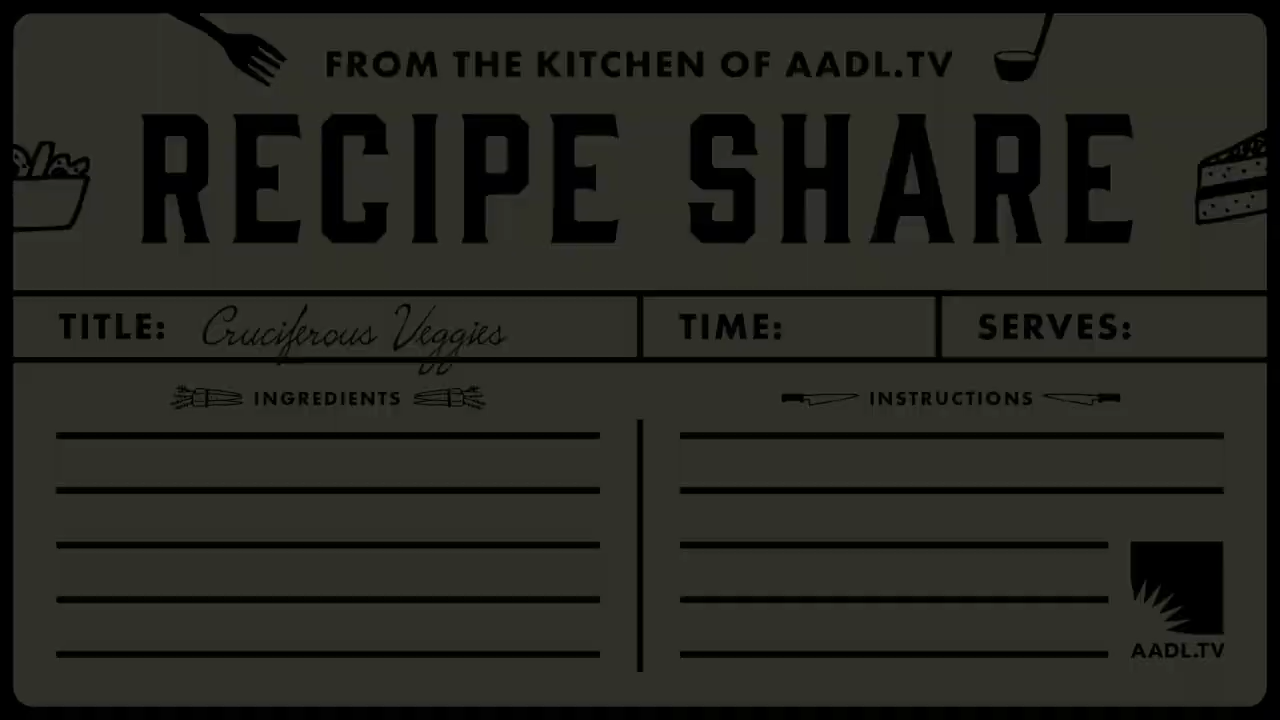 FROM THE KITCHEN OF AADL.TV
RECIPE SHARE
TITLE: Cruciferous Veggies
TIME:
SERVES:
INGREDIENTS
INSTRUCTIONS
AADL.TV